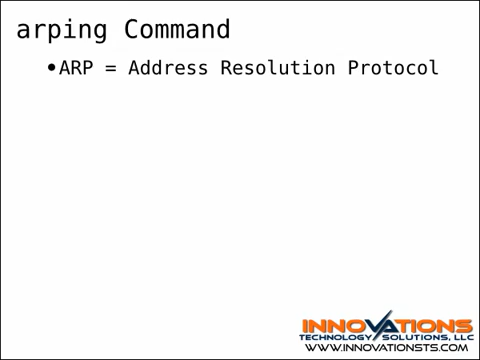 arping Command
•ARP = Address Resolution Protocol
INNOVATIONS
TECHNOLOGY SOLUTIONS, LLC
WWW.INNOVATIONSTS.COM